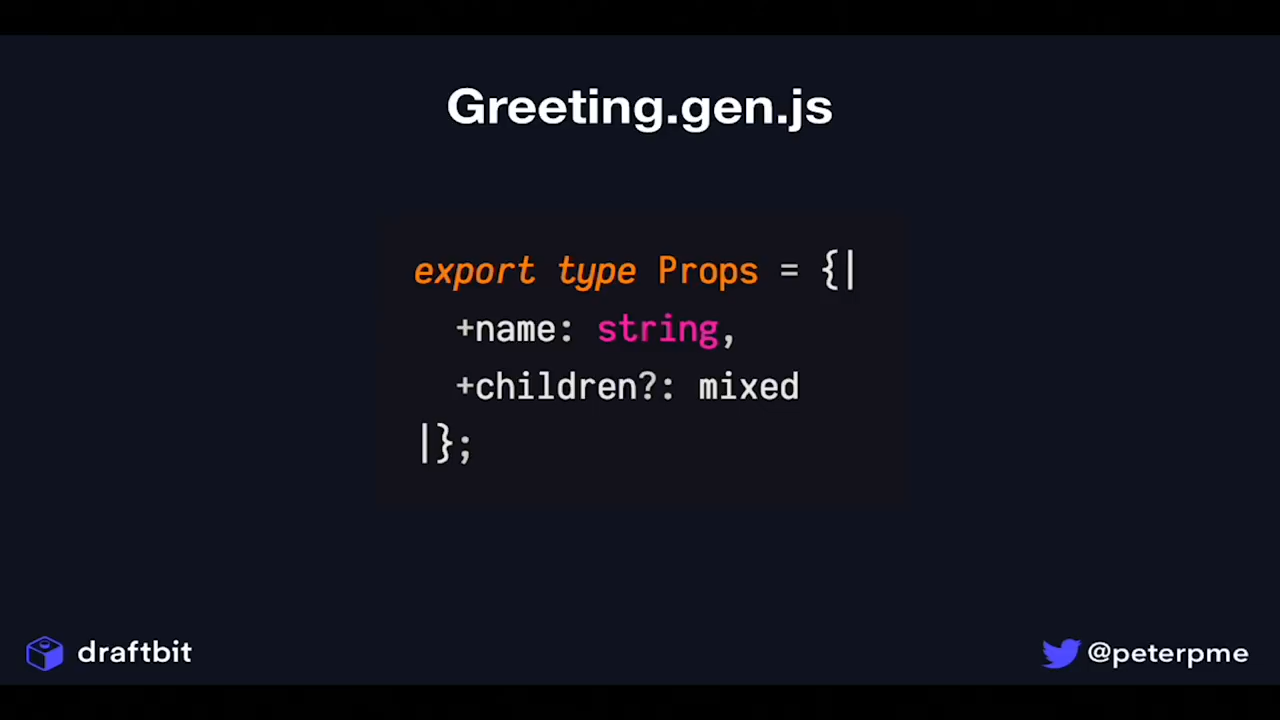 Greeting.gen.js
export type Props = {|
  +name: string,
  +children?: mixed
|};
draftbit
@peterpme